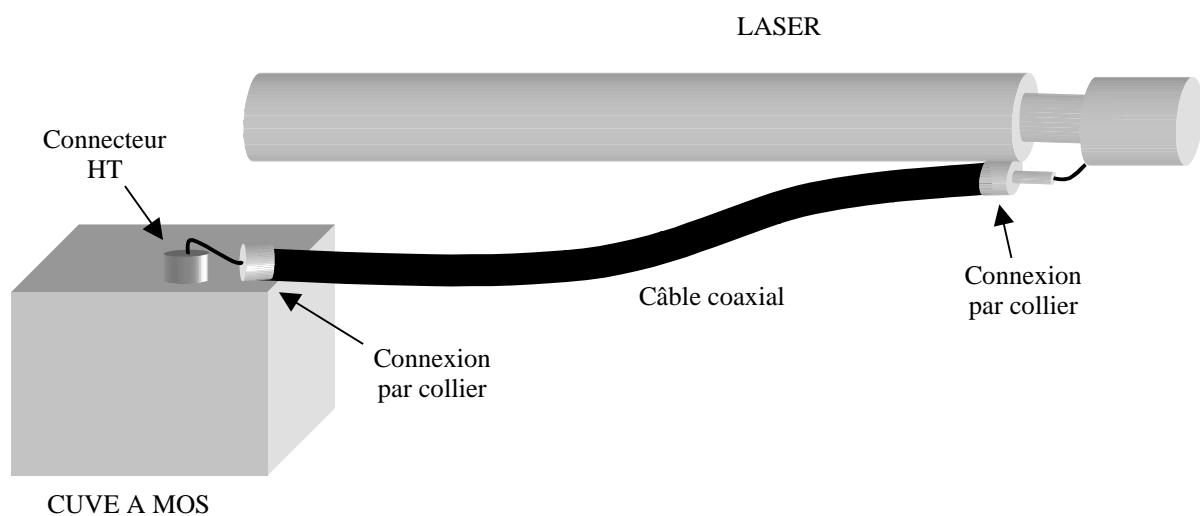 LASER
Connecteur
HT
Connexion
par collier
Câble coaxial
Connexion
par collier
CUVE A MOS